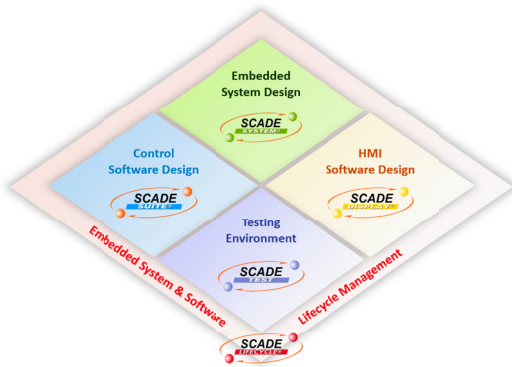 Embedded
System Design
SCADE
SYSTEM®
Control
Software Design
SCADE
SUITE®
HMI
Software Design
SCADE
DISPLAY®
Testing
Environment
SCADE
TEST
Embedded System & Software
Lifecycle Management
SCADE
LIFECYCLE®